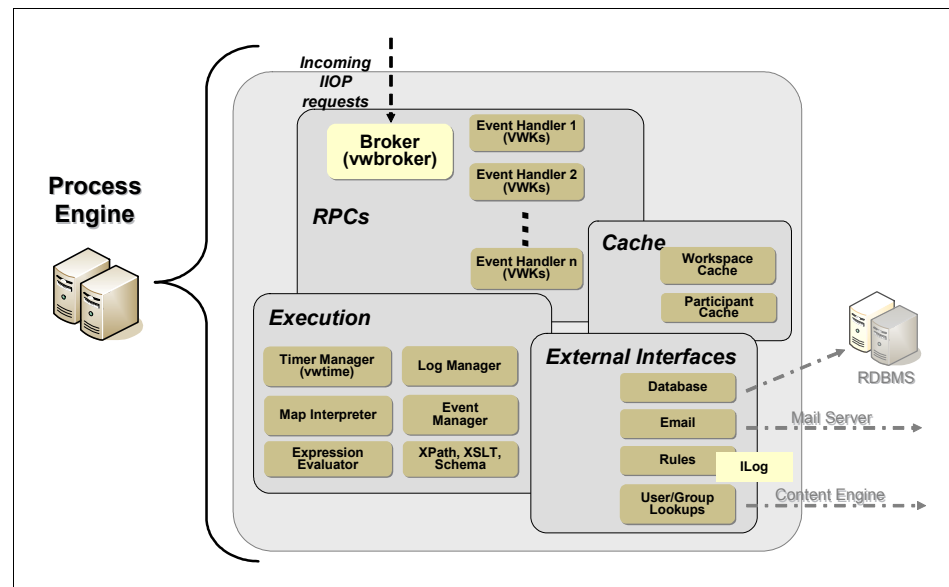 Incoming
IIOP
requests
Process
Engine
Broker
(vwbroker)
Event Handler 1
(VWKs)
Event Handler 2
(VWKs)
RPCs
Event Handler n
(VWKs)
Cache
Workspace
Cache
Participant
Cache
Execution
Timer Manager
(vwtime)
Log Manager
Map Interpreter
Event
Manager
Expression
Evaluator
XPath, XSLT,
Schema
External Interfaces
Database
Email
Rules
ILog
User/Group
Lookups
RDBMS
Mail Server
Content Engine